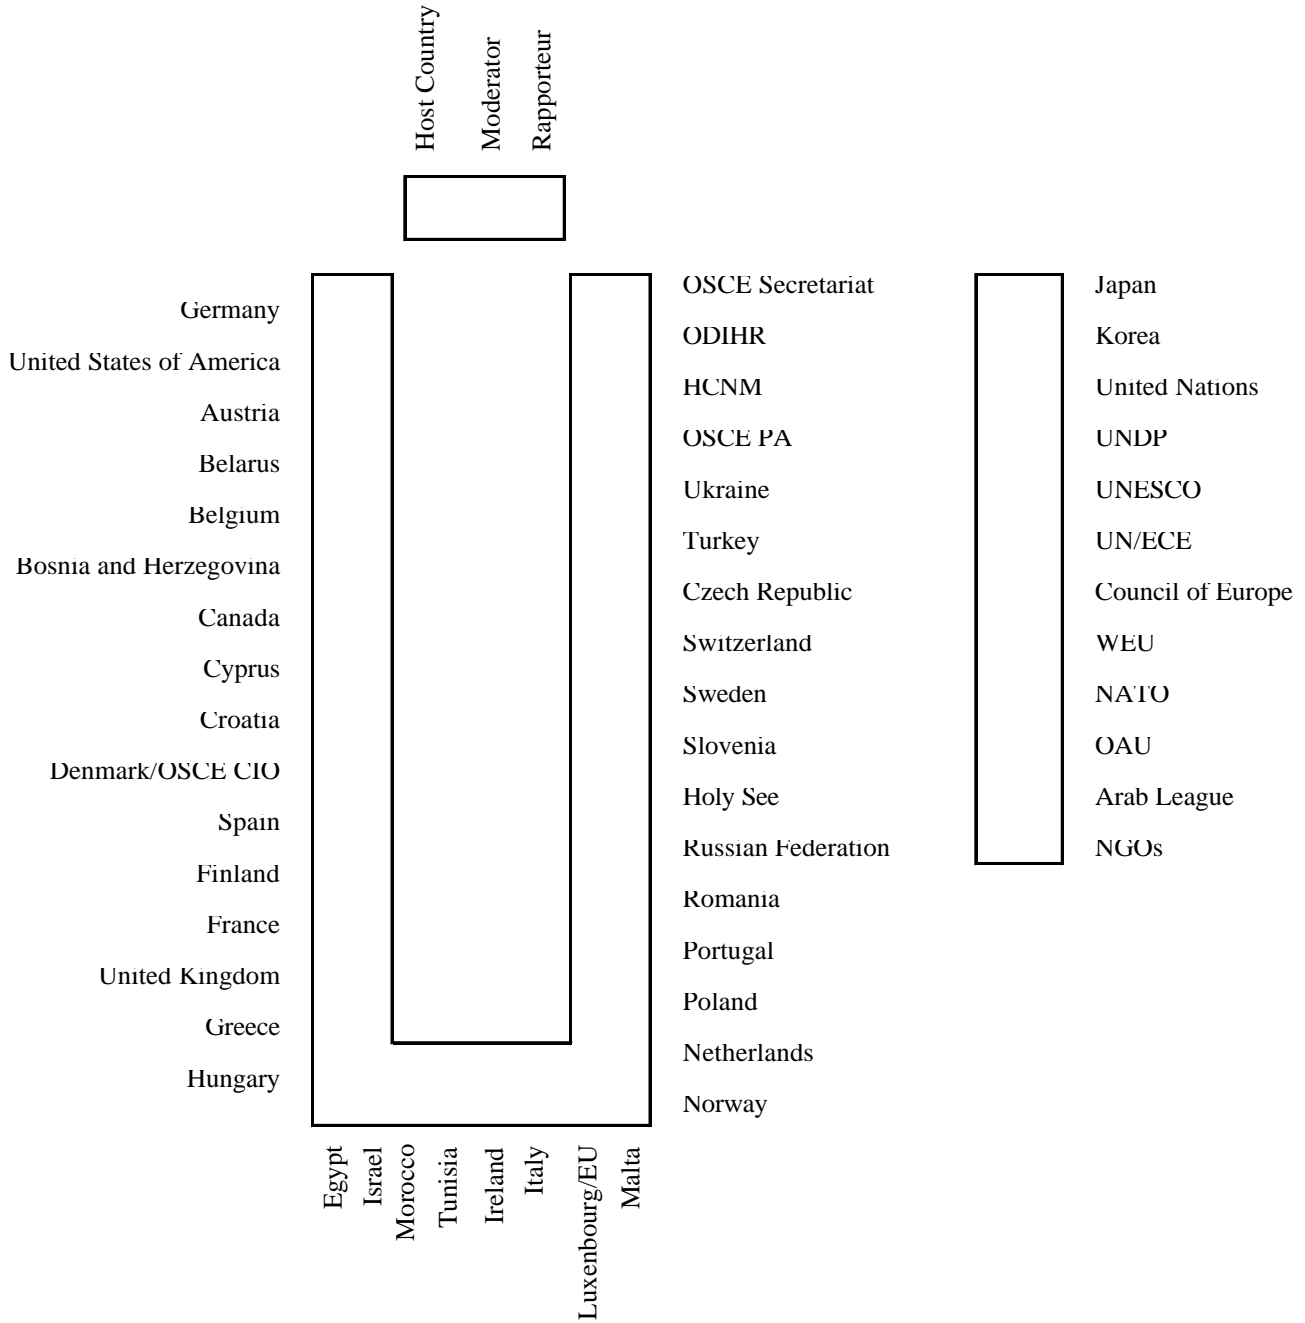 Host Country
Moderator
Rapporteur
Germany
United States of America
Austria
Belarus
Belgium
Bosnia and Herzegovina
Canada
Cyprus
Croatia
Denmark/OSCE CIO
Spain
Finland
France
United Kingdom
Greece
Hungary
Egypt
Israel
Morocco
Tunisia
Ireland
Italy
Luxenbourg/EU
Malta
OSCE Secretariat
ODIHR
HCNM
OSCE PA
Ukraine
Turkey
Czech Republic
Switzerland
Sweden
Slovenia
Holy See
Russian Federation
Romania
Portugal
Poland
Netherlands
Norway
Japan
Korea
United Nations
UNDP
UNESCO
UN/ECE
Council of Europe
WEU
NATO
OAU
Arab League
NGOs